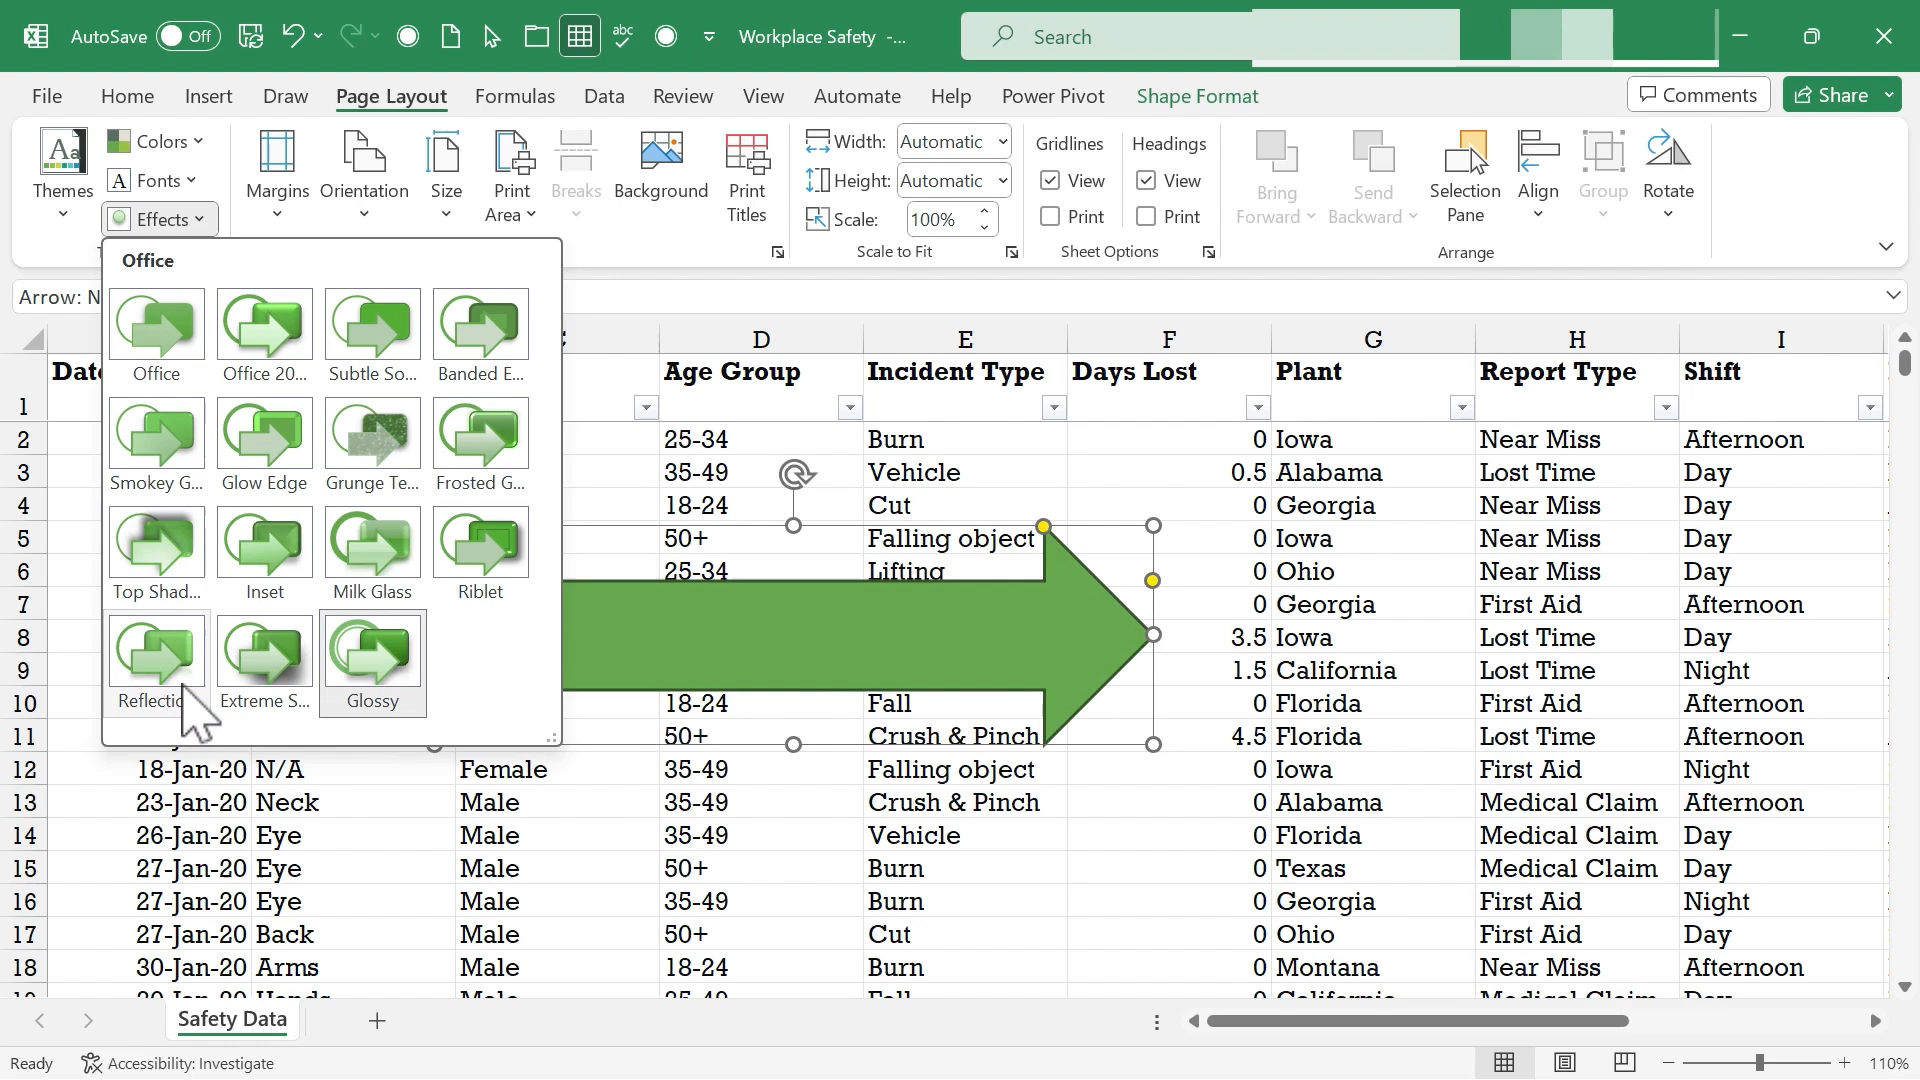 AutoSave Off abc Workplace Safety -... Search
File Home Insert Draw Page Layout Formulas Data Review View Automate Help Power Pivot Shape Format Comments Share
Aa Themes Colors A Fonts Effects
Margins Orientation Size Print Area Breaks Background Print Titles
Width: Automatic
Height: Automatic
Scale: 100%
Scale to Fit
Gridlines Headings
View View
Print Print
Sheet Options
Bring Forward Send Backward Selection Pane Align Group Rotate
Arrange
Arrow: N
Office
Office Office 20... Subtle So... Banded E...
Smokey G... Glow Edge Grunge Te... Frosted G...
Top Shad... Inset Milk Glass Riblet
Extreme S... Glossy
D E F G H I
1 Age Group Incident Type Days Lost Plant Report Type Shift
2 25-34 Burn 0 Iowa Near Miss Afternoon
3 35-49 Vehicle 0.5 Alabama Lost Time Day
4 18-24 Cut 0 Georgia Near Miss Day
5 50+ Falling object 0 Iowa Near Miss Day
6 25-34 Lifting 0 Ohio Near Miss Day
7 0 Georgia First Aid Afternoon
8 3.5 Iowa Lost Time Day
9 1.5 California Lost Time Night
10 18-24 Fall 0 Florida First Aid Afternoon
11 50+ Crush & Pinch 4.5 Florida Lost Time Afternoon
12 18-Jan-20 N/A Female 35-49 Falling object 0 Iowa First Aid Night
13 23-Jan-20 Neck Male 35-49 Crush & Pinch 0 Alabama Medical Claim Afternoon
14 26-Jan-20 Eye Male 35-49 Vehicle 0 Florida Medical Claim Day
15 27-Jan-20 Eye Male 50+ Burn 0 Texas Medical Claim Day
16 27-Jan-20 Eye Male 35-49 Burn 0 Georgia First Aid Night
17 27-Jan-20 Back Male 50+ Cut 0 Ohio First Aid Day
18 30-Jan-20 Arms Male 18-24 Burn 0 Montana Near Miss Afternoon
Safety Data
Ready Accessibility: Investigate 110%